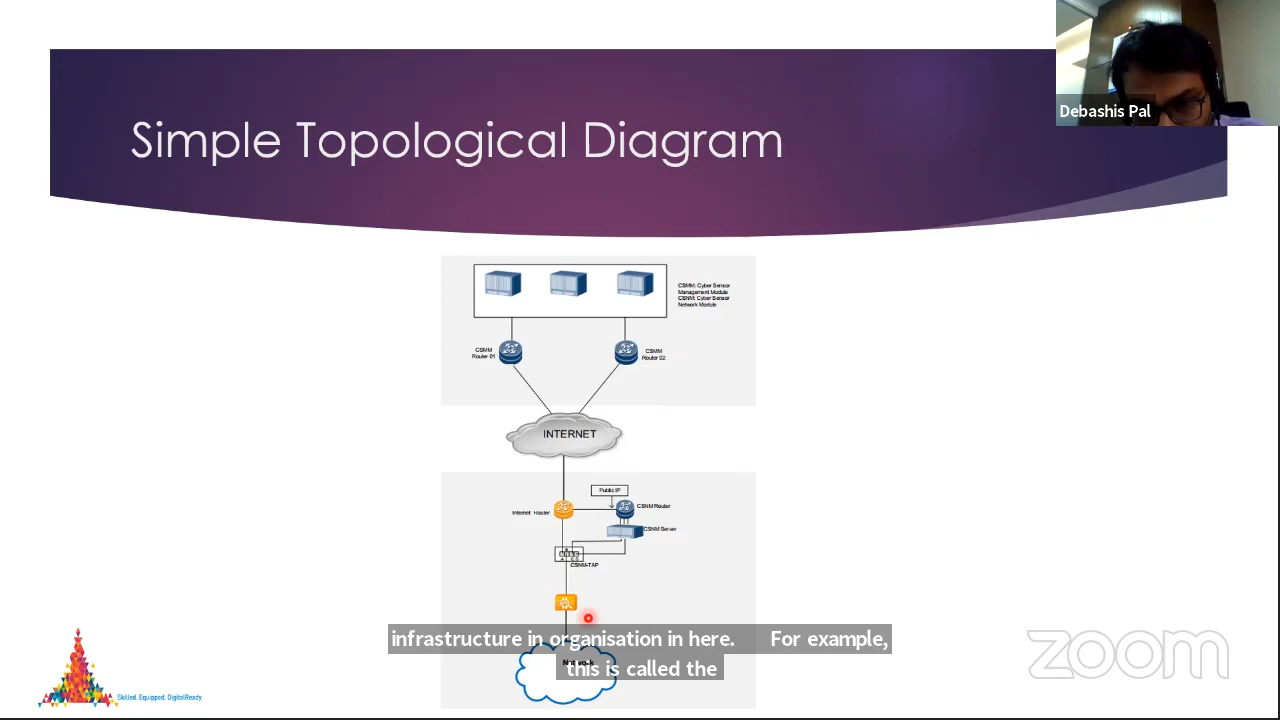 Debashis Pal
Simple Topological Diagram
CSMM: Cyber Sensor
Management Module
CSNM: Cyber Sensor
Network Module
CSMM
Router 01
CSMM
Router 02
INTERNET
Public IP
Internet Router
CSNM Router
CSNM Server
CSNM-TAP
infrastructure in organisation in here. For example,
this is called the
Network
Skilled. Equipped. DigitalReady.
zoom